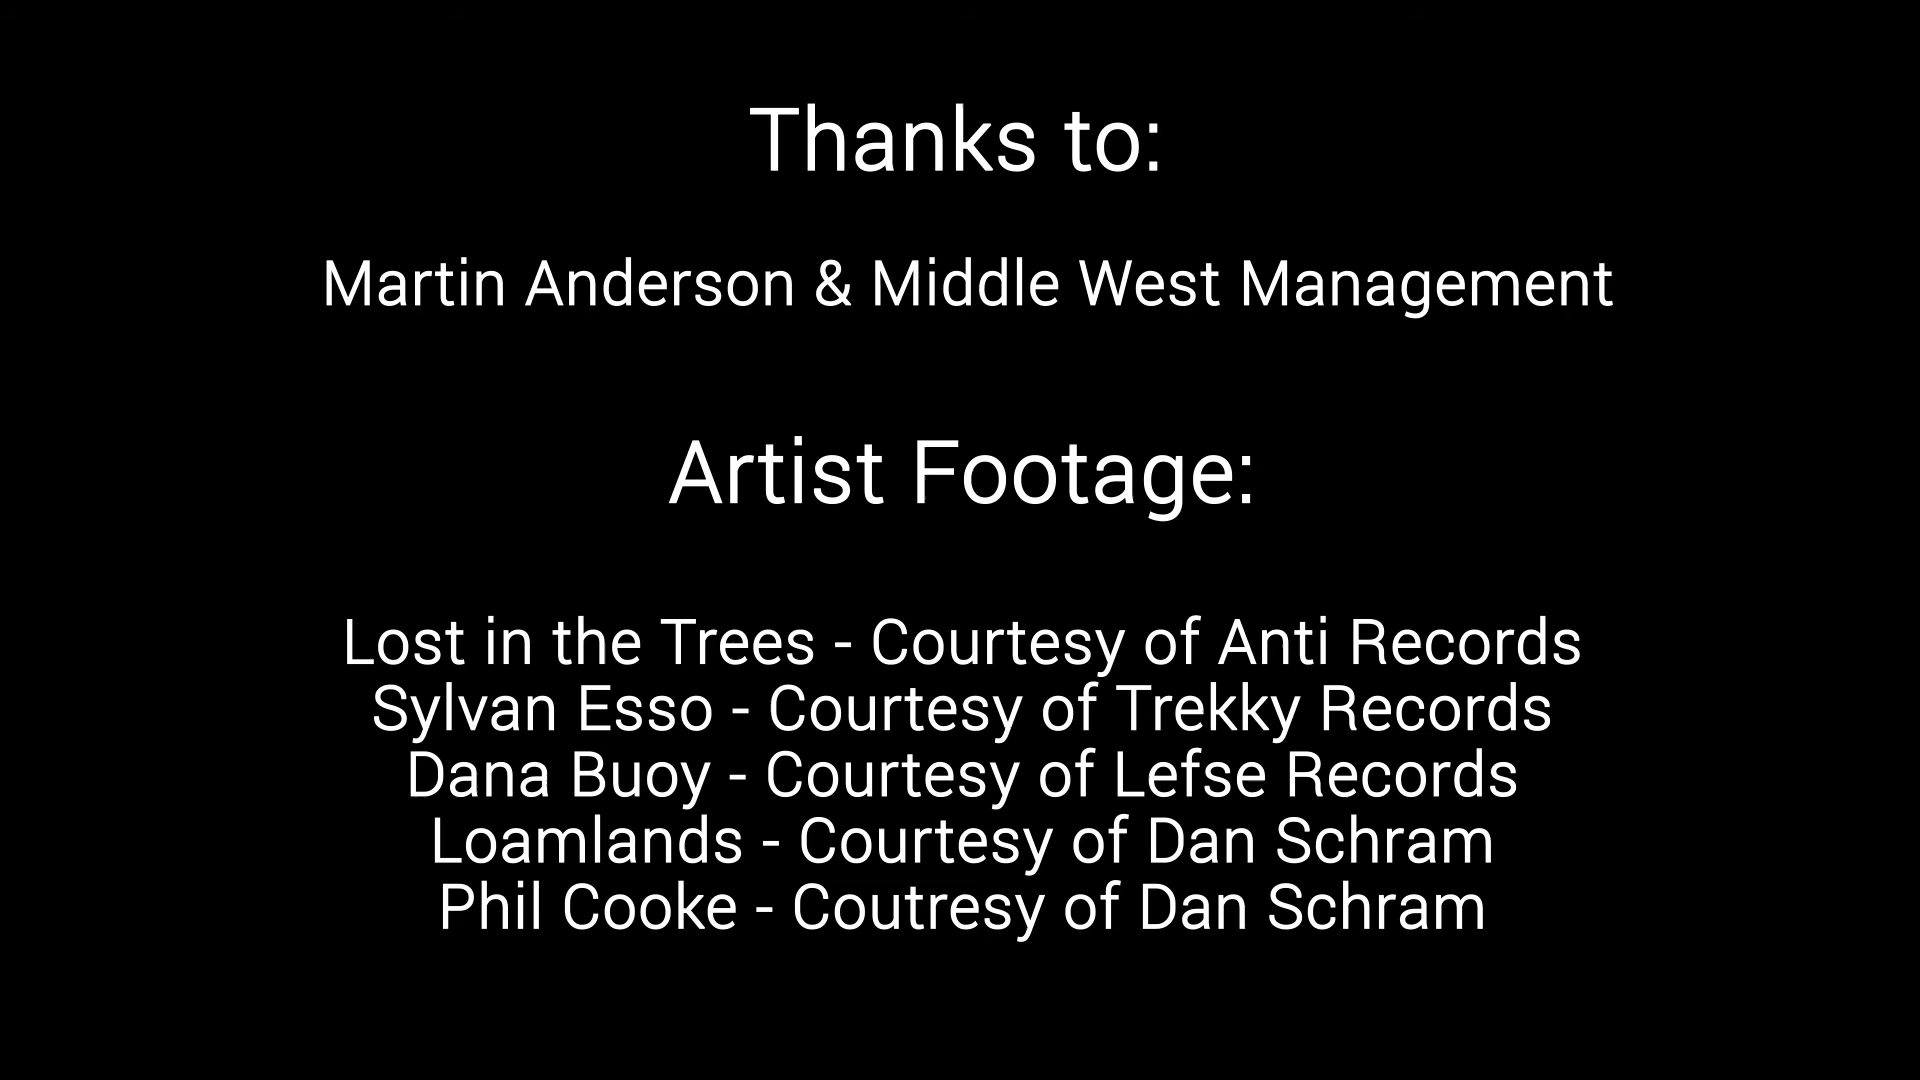 Thanks to:
Martin Anderson & Middle West Management
Artist Footage:
Lost in the Trees - Courtesy of Anti Records
Sylvan Esso - Courtesy of Trekky Records
Dana Buoy - Courtesy of Lefse Records
Loamlands - Courtesy of Dan Schram
Phil Cooke - Coutresy of Dan Schram